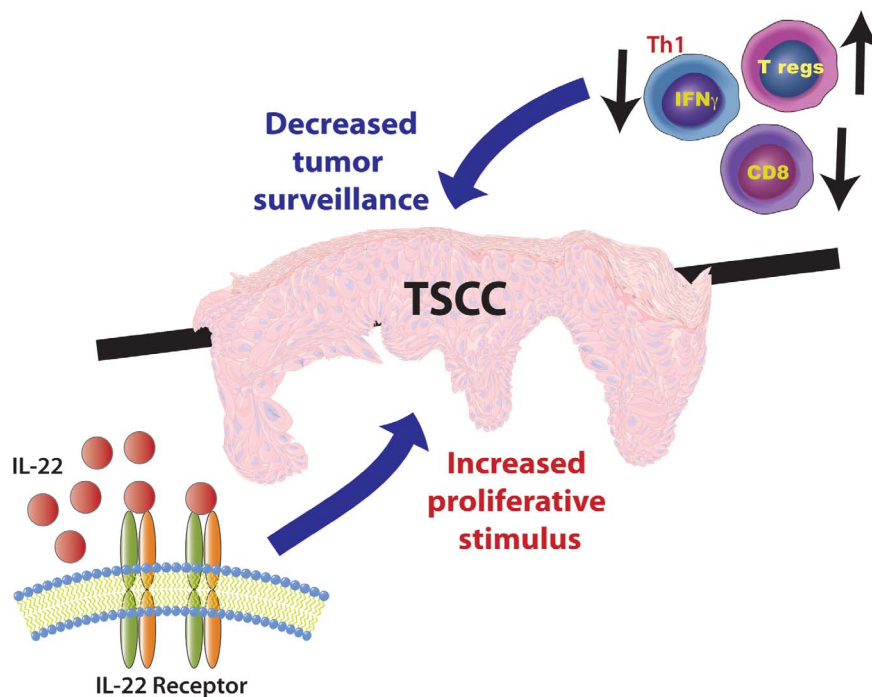 Th1
T regs
IFNγ
CD8
Decreased
tumor
surveillance
TSCC
IL-22
Increased
proliferative
stimulus
IL-22 Receptor